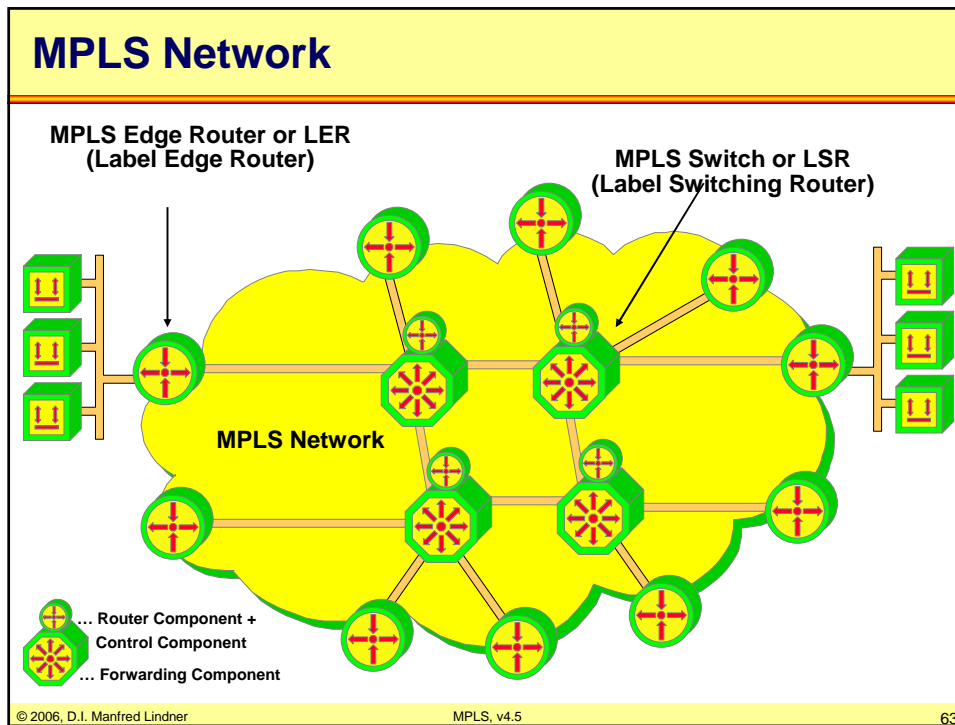 MPLS Network
MPLS Edge Router or LER
(Label Edge Router)
MPLS Switch or LSR
(Label Switching Router)
MPLS Network
... Router Component +
Control Component
... Forwarding Component
© 2006, D.I. Manfred Lindner
MPLS, v4.5
63